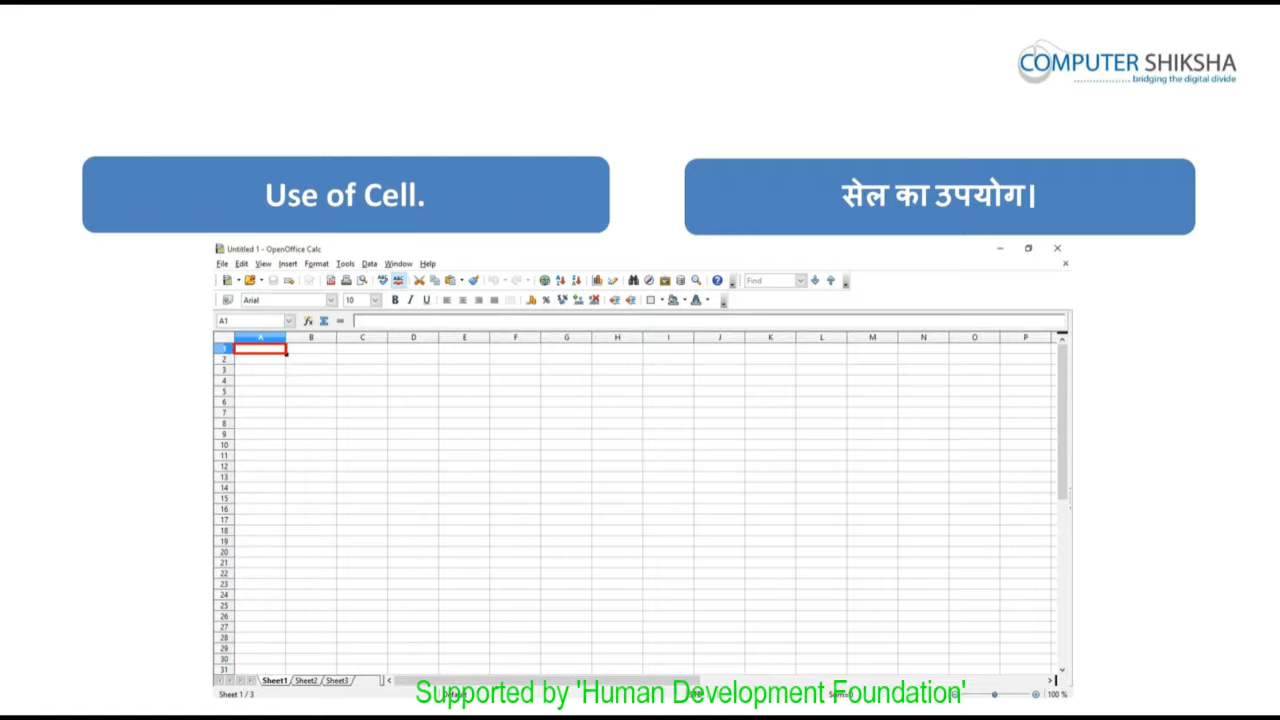 COMPUTER SHIKSHA
bridging the digital divide
Use of Cell.
सेल का उपयोग।
Untitled 1 - OpenOffice Calc
File Edit View Insert Format Tools Data Window Help
Find
Arial 10
A1
A B C D E F G H I J K L M N O P
1
2
3
4
5
6
7
8
9
10
11
12
13
14
15
16
17
18
19
20
21
22
23
24
25
26
27
28
29
30
31
Sheet1 Sheet2 Sheet3
Sheet 1 / 3
100 %
Supported by 'Human Development Foundation'